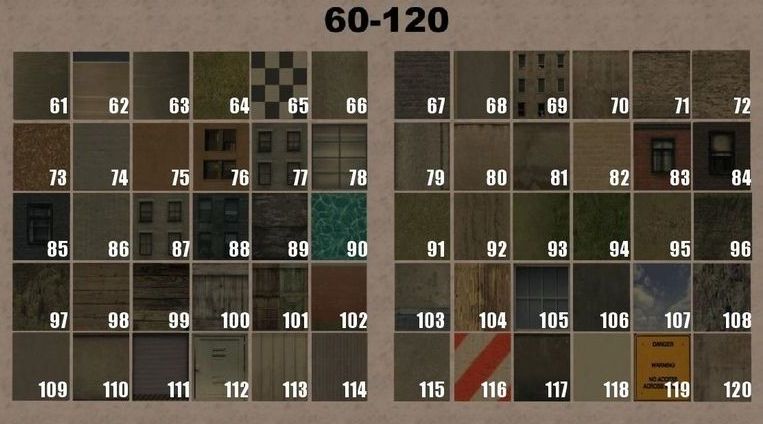 60-120
61 62 63 64 65 66 67 68 69 70 71 72
73 74 75 76 77 78 79 80 81 82 83 84
85 86 87 88 89 90 91 92 93 94 95 96
97 98 99 100 101 102 103 104 105 106 107 108
109 110 111 112 113 114 115 116 117 118 119 120
DANGER
WARNING
NO ACCESS
ACROSS